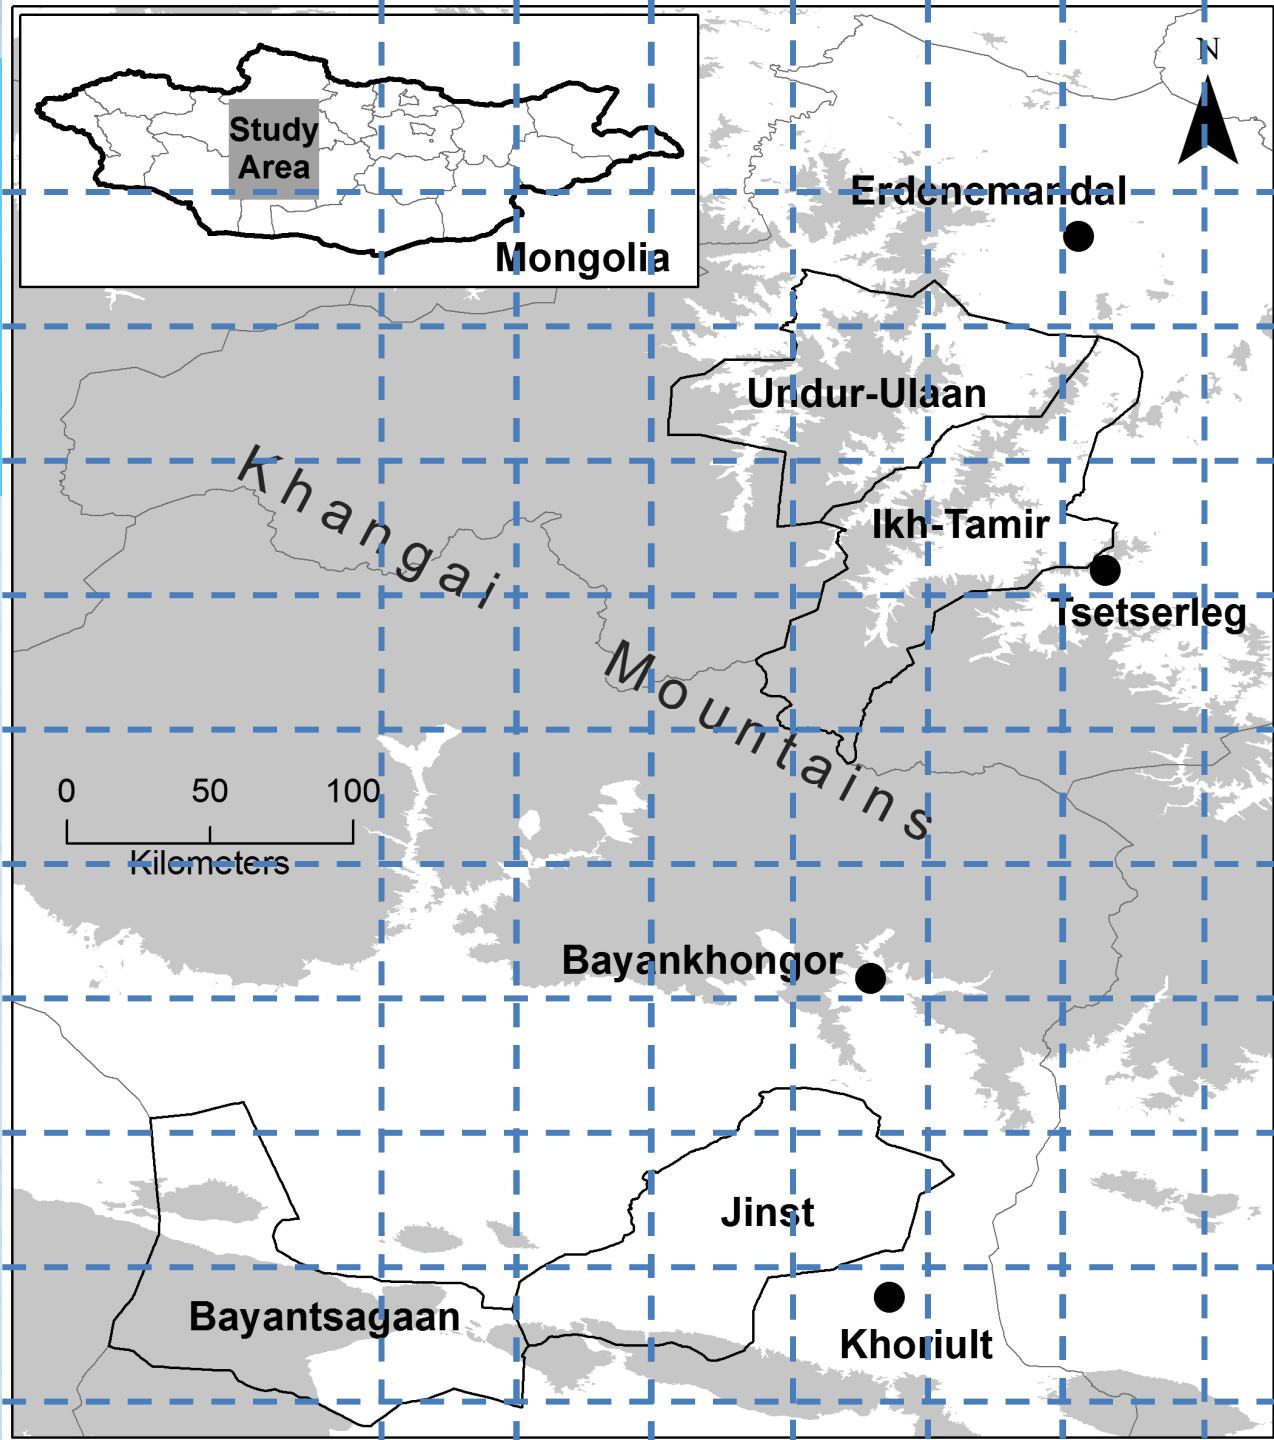 N
Study
Area
Mongolia
Erdenemandal
Undur-Ulaan
Khangai
Ikh-Tamir
Tsetserleg
Mountains
0 50 100
Kilometers
Bayankhongor
Jinst
Bayantsagaan
Khoriult